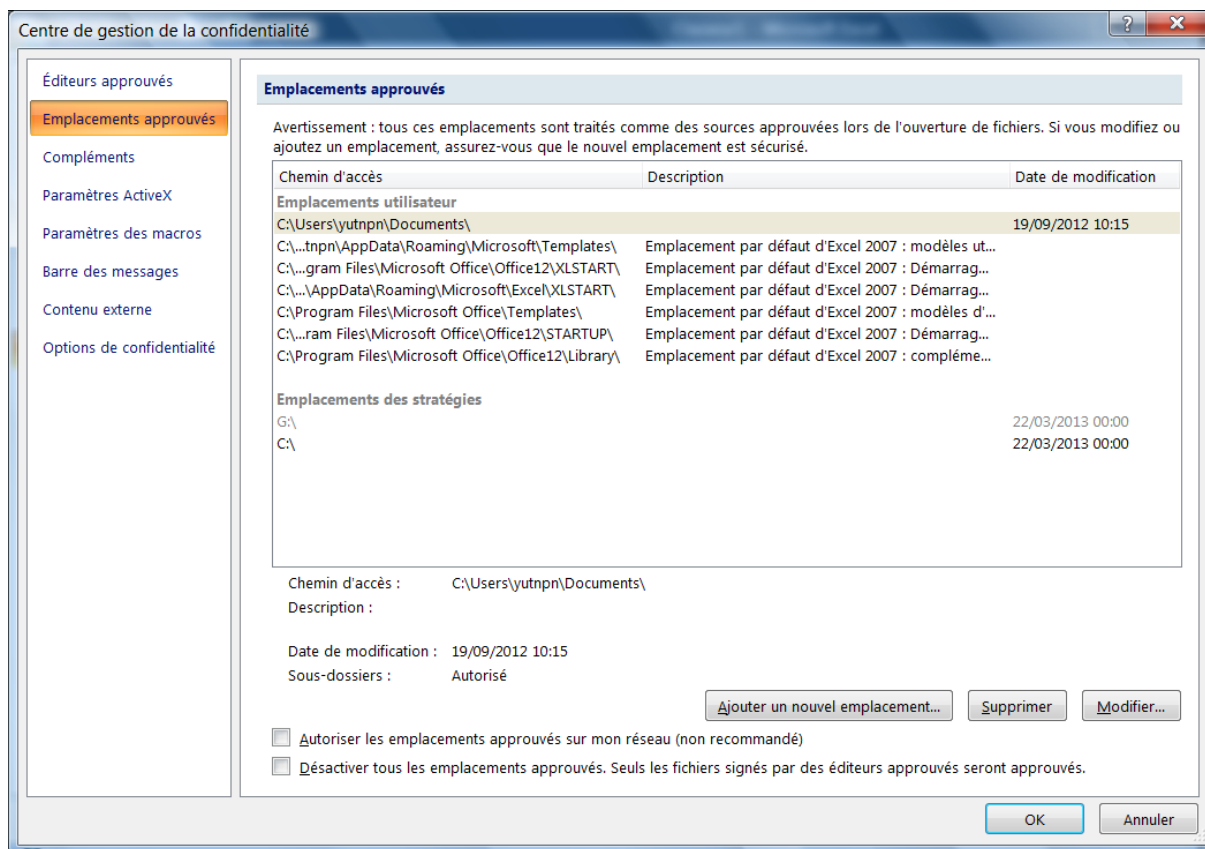 Centre de gestion de la confidentialité
Éditeurs approuvés
Emplacements approuvés
Compléments
Paramètres ActiveX
Paramètres des macros
Barre des messages
Contenu externe
Options de confidentialité
Emplacements approuvés
Avertissement : tous ces emplacements sont traités comme des sources approuvées lors de l'ouverture de fichiers. Si vous modifiez ou
ajoutez un emplacement, assurez-vous que le nouvel emplacement est sécurisé.
Chemin d'accès Description Date de modification
Emplacements utilisateur
C:\Users\yutnpn\Documents\ 19/09/2012 10:15
C:\...tnpn\AppData\Roaming\Microsoft\Templates\ Emplacement par défaut d'Excel 2007 : modèles ut...
C:\...gram Files\Microsoft Office\Office12\XLSTART\ Emplacement par défaut d'Excel 2007 : Démarrag...
C:\...\AppData\Roaming\Microsoft\Excel\XLSTART\ Emplacement par défaut d'Excel 2007 : Démarrag...
C:\Program Files\Microsoft Office\Templates\ Emplacement par défaut d'Excel 2007 : modèles d'...
C:\...ram Files\Microsoft Office\Office12\STARTUP\ Emplacement par défaut d'Excel 2007 : Démarrag...
C:\Program Files\Microsoft Office\Office12\Library\ Emplacement par défaut d'Excel 2007 : compléme...
Emplacements des stratégies
G:\ 22/03/2013 00:00
C:\ 22/03/2013 00:00
Chemin d'accès : C:\Users\yutnpn\Documents\
Description :
Date de modification : 19/09/2012 10:15
Sous-dossiers : Autorisé
Ajouter un nouvel emplacement... Supprimer Modifier...
Autoriser les emplacements approuvés sur mon réseau (non recommandé)
Désactiver tous les emplacements approuvés. Seuls les fichiers signés par des éditeurs approuvés seront approuvés.
OK Annuler